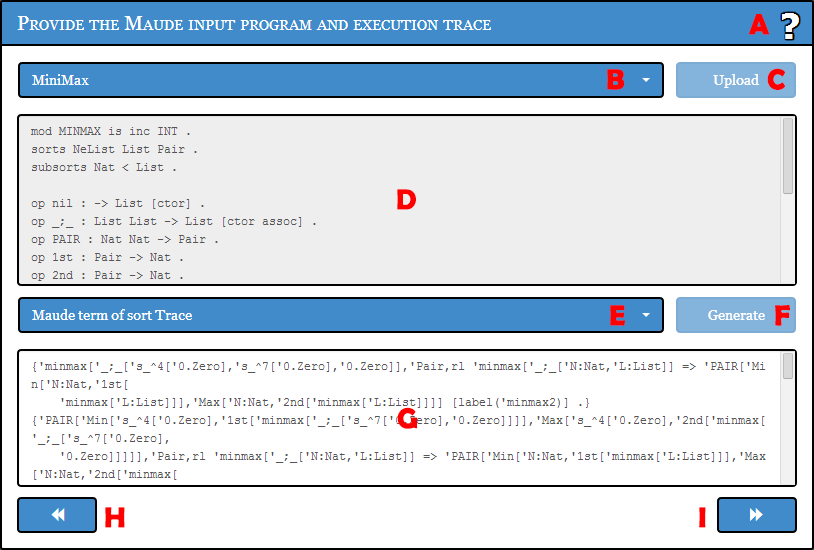 PROVIDE THE MAUDE INPUT PROGRAM AND EXECUTION TRACE A ?
MiniMax B Upload C
mod MINMAX is inc INT .
sorts NeList List Pair .
subsorts Nat < List .
op nil : -> List [ctor] .
D
op _;_ : List List -> List [ctor assoc] .
op PAIR : Nat Nat -> Pair .
op 1st : Pair -> Nat .
op 2nd : Pair -> Nat .
Maude term of sort Trace E Generate F
{'minmax['_;_['s_^4['0.Zero],'s_^7['0.Zero],'0.Zero]],'Pair,rl 'minmax['_;_['N:Nat,'L:List]] => 'PAIR['Mi
n['N:Nat,'1st[
'minmax['L:List]]],'Max['N:Nat,'2nd['minmax['L:List]]]] [label('minmax2)] .}
{'PAIR['Min['s_^4['0.Zero],'1st['minmax['_;_['s_^7['0.Zero],'0.Zero]]]],'Max['s_^4['0.Zero],'2nd['minmax[
G
'_;_['s_^7['0.Zero],
'0.Zero]]]]],'Pair,rl 'minmax['_;_['N:Nat,'L:List]] => 'PAIR['Min['N:Nat,'1st['minmax['L:List]]],'Max
['N:Nat,'2nd['minmax[
H I